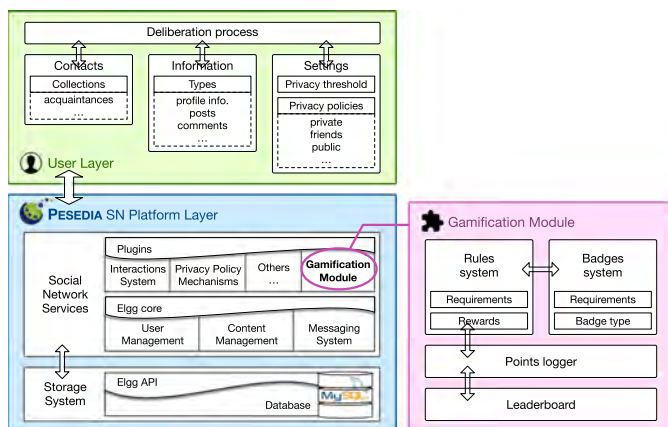 Deliberation process
Contacts
Collections
acquaintances
...
Information
Types
profile info.
posts
comments
...
Settings
Privacy threshold
Privacy policies
private
friends
public
...
User Layer
PESEDIA SN Platform Layer
Social
Network
Services
Plugins
Interactions
System
Privacy Policy
Mechanisms
Others
...
Gamification
Module
Elgg core
User
Management
Content
Management
Messaging
System
Storage
System
Elgg API
Database
MySQL
Gamification Module
Rules
system
Requirements
Rewards
Badges
system
Requirements
Badge type
Points logger
Leaderboard